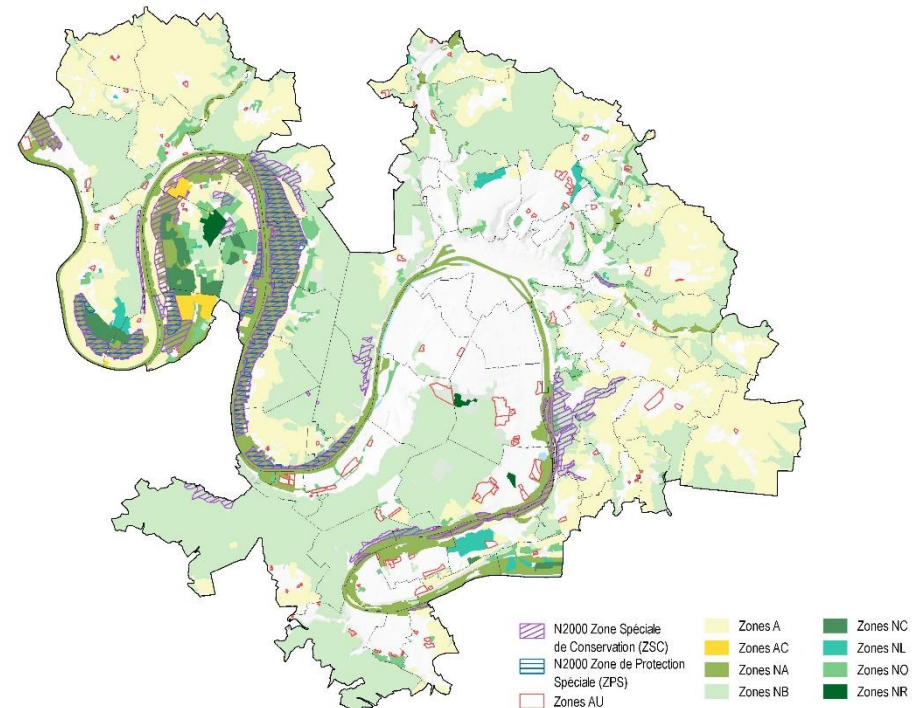 N2000 Zone Spéciale
de Conservation (ZSC)
N2000 Zone de Protection
Spéciale (ZPS)
Zones AU
Zones A
Zones AC
Zones NA
Zones NB
Zones NC
Zones NL
Zones NO
Zones NR